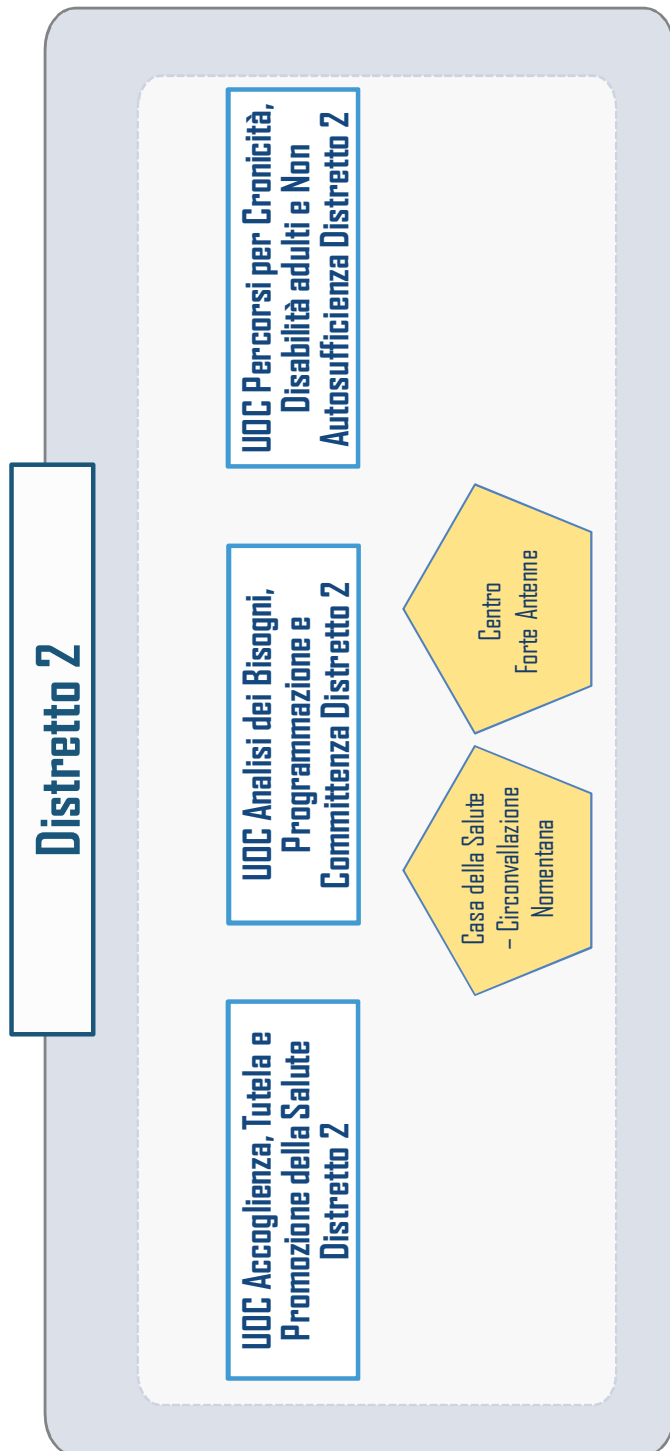 Distretto 2
UOC Accoglienza, Tutela e
Promozione della Salute
Distretto 2
UOC Analisi dei Bisogni,
Programmazione e
Committenza Distretto 2
UOC Percorsi per Cronicità,
Disabilità adulti e Non
Autosufficienza Distretto 2
Casa della Salute
– Circonvallazione
Nomentana
Centro
Forte Antenne